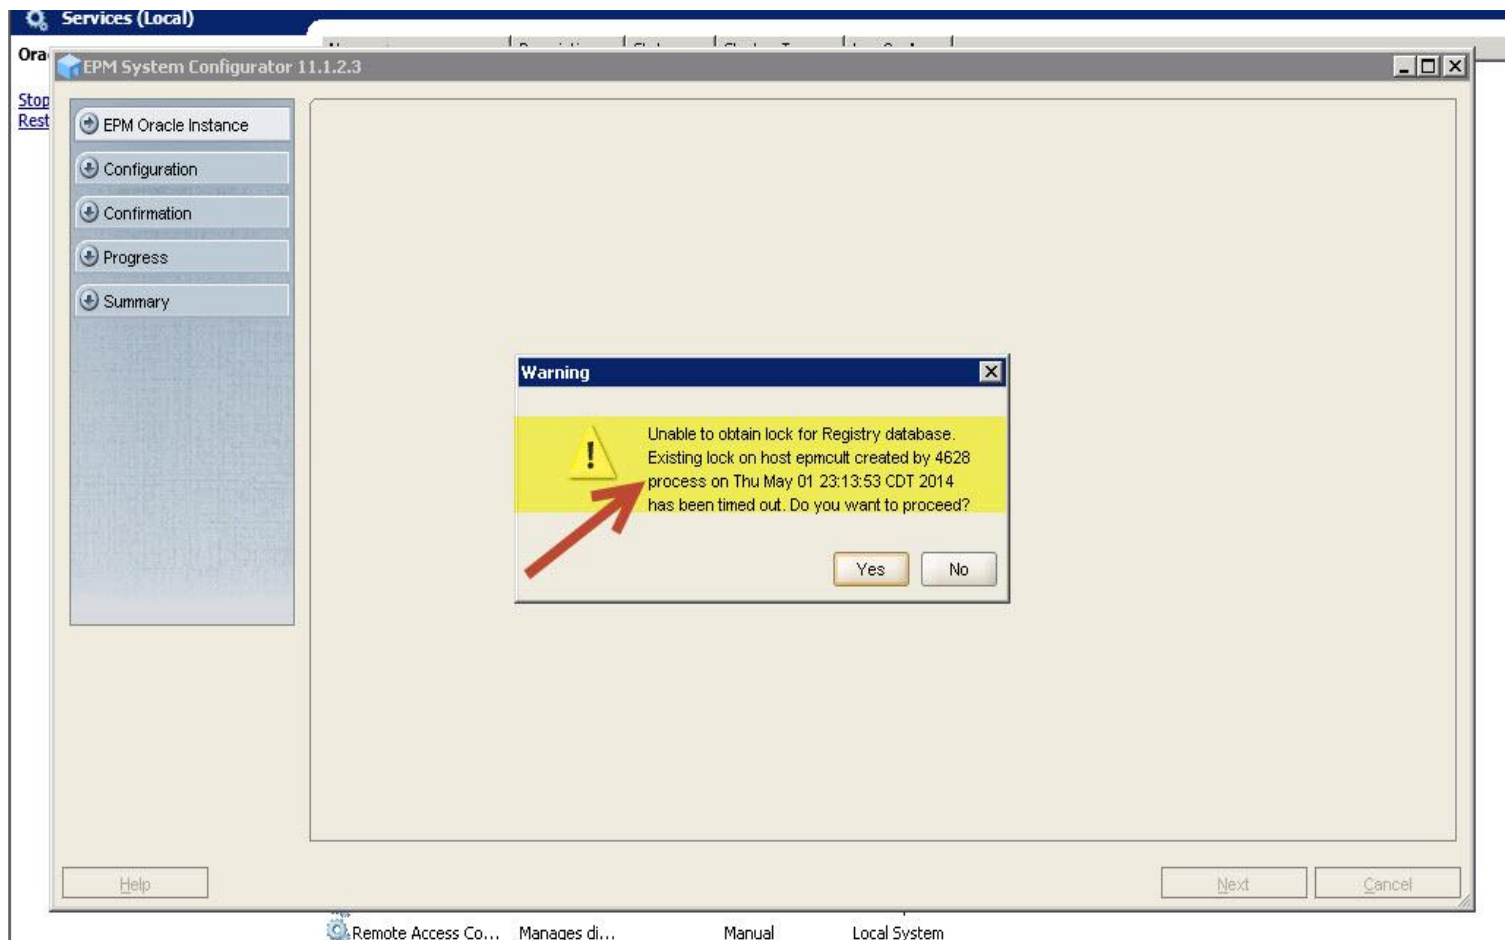 Services (Local)
Ora
EPM System Configurator 11.1.2.3
Stop
Rest
EPM Oracle Instance
Configuration
Confirmation
Progress
Summary
Warning
Unable to obtain lock for Registry database.
Existing lock on host epmcult created by 4628
process on Thu May 01 23:13:53 CDT 2014
has been timed out. Do you want to proceed?
Yes No
Help Next Cancel
Remote Access Co... Manages di... Manual Local System